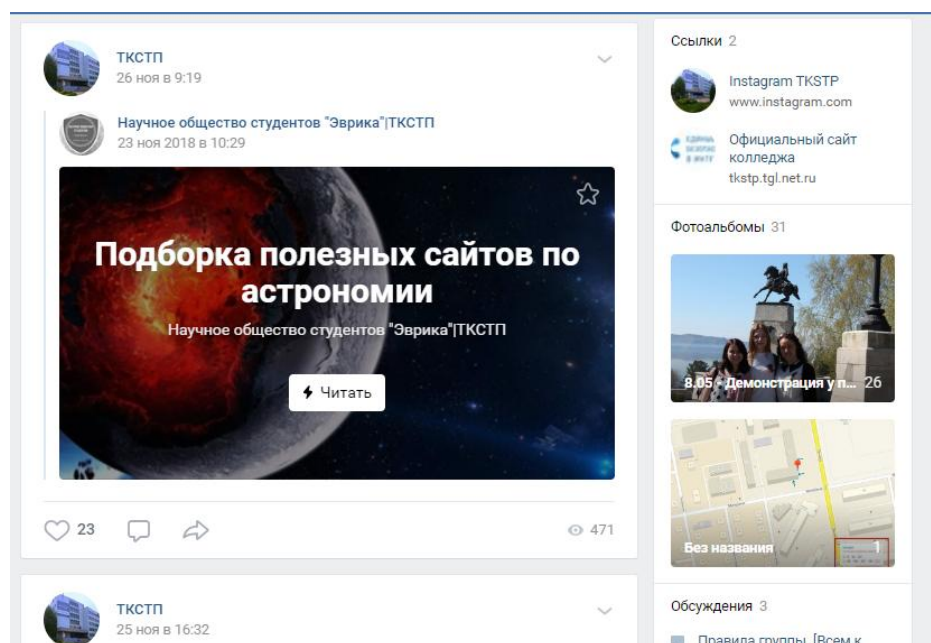 ТКСТП
26 ноя в 9:19
Научное общество студентов "Эврика"|ТКСТП
23 ноя 2018 в 10:29
Подборка полезных сайтов по
астрономии
Научное общество студентов "Эврика"|ТКСТП
Читать
23
471
ТКСТП
25 ноя в 16:32
Ссылки 2
Instagram TKSTP
www.instagram.com
Официальный сайт
колледжа
tkstp.tgl.net.ru
Фотоальбомы 31
8.05 - Демонстрация у п... 26
Без названия 1
Обсуждения 3
Правила группы. [Всем к